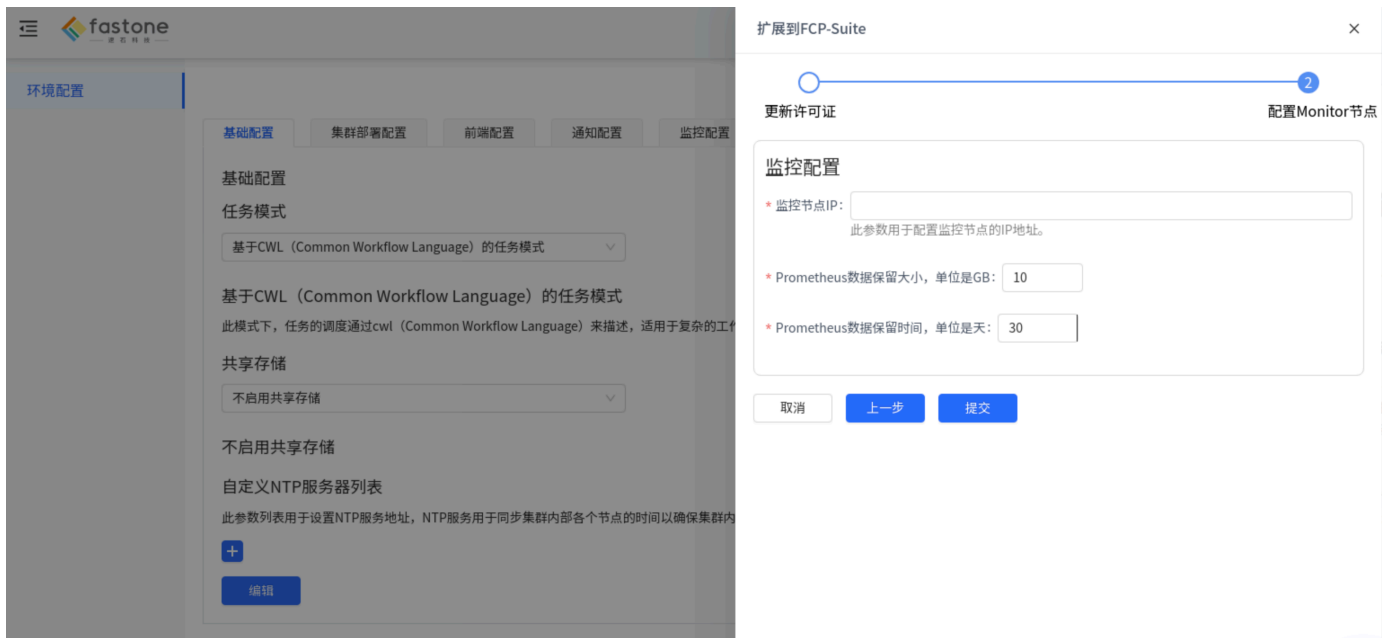 fastone
速石科技
环境配置
基础配置 集群部署配置 前端配置 通知配置 监控配置
基础配置
任务模式
基于CWL（Common Workflow Language）的任务模式
基于CWL（Common Workflow Language）的任务模式
此模式下，任务的调度通过cwl（Common Workflow Language）来描述，适用于复杂的工作
共享存储
不启用共享存储
不启用共享存储
自定义NTP服务器列表
此参数列表用于设置NTP服务地址，NTP服务用于同步集群内部各个节点的时间以确保集群内
编辑
扩展到FCP-Suite
2
更新许可证 配置Monitor节点
监控配置
* 监控节点IP：
此参数用于配置监控节点的IP地址。
* Prometheus数据保留大小，单位是GB： 10
* Prometheus数据保留时间，单位是天： 30
取消 上一步 提交